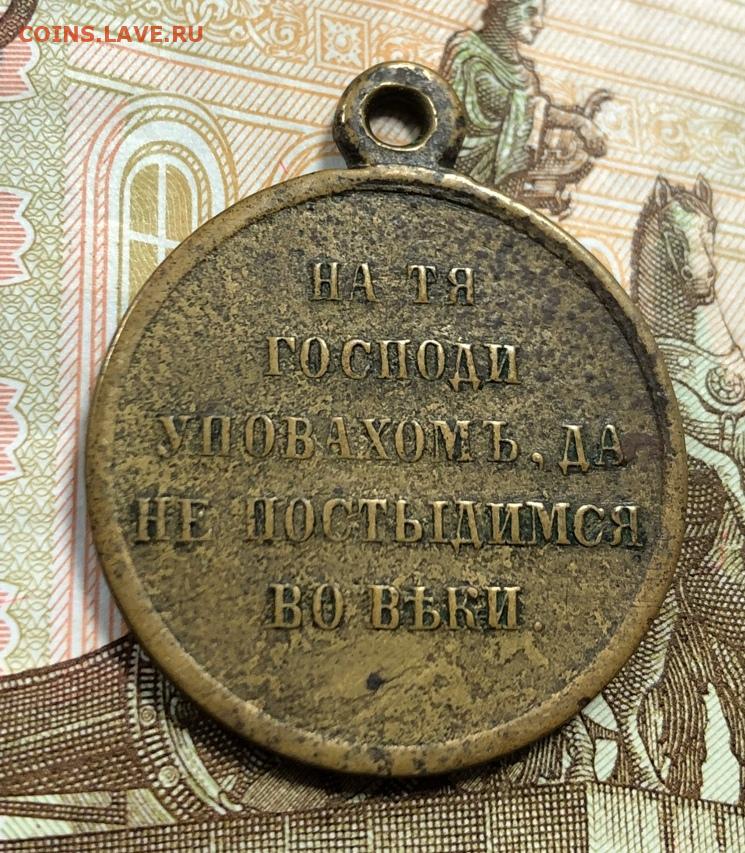 COINS.LAVE.RU
НА ТЯ
ГОСПОДИ
УПОВАХОМЪ, ДА
НЕ ПОСТЫДИМСЯ
ВО ВѢКИ.